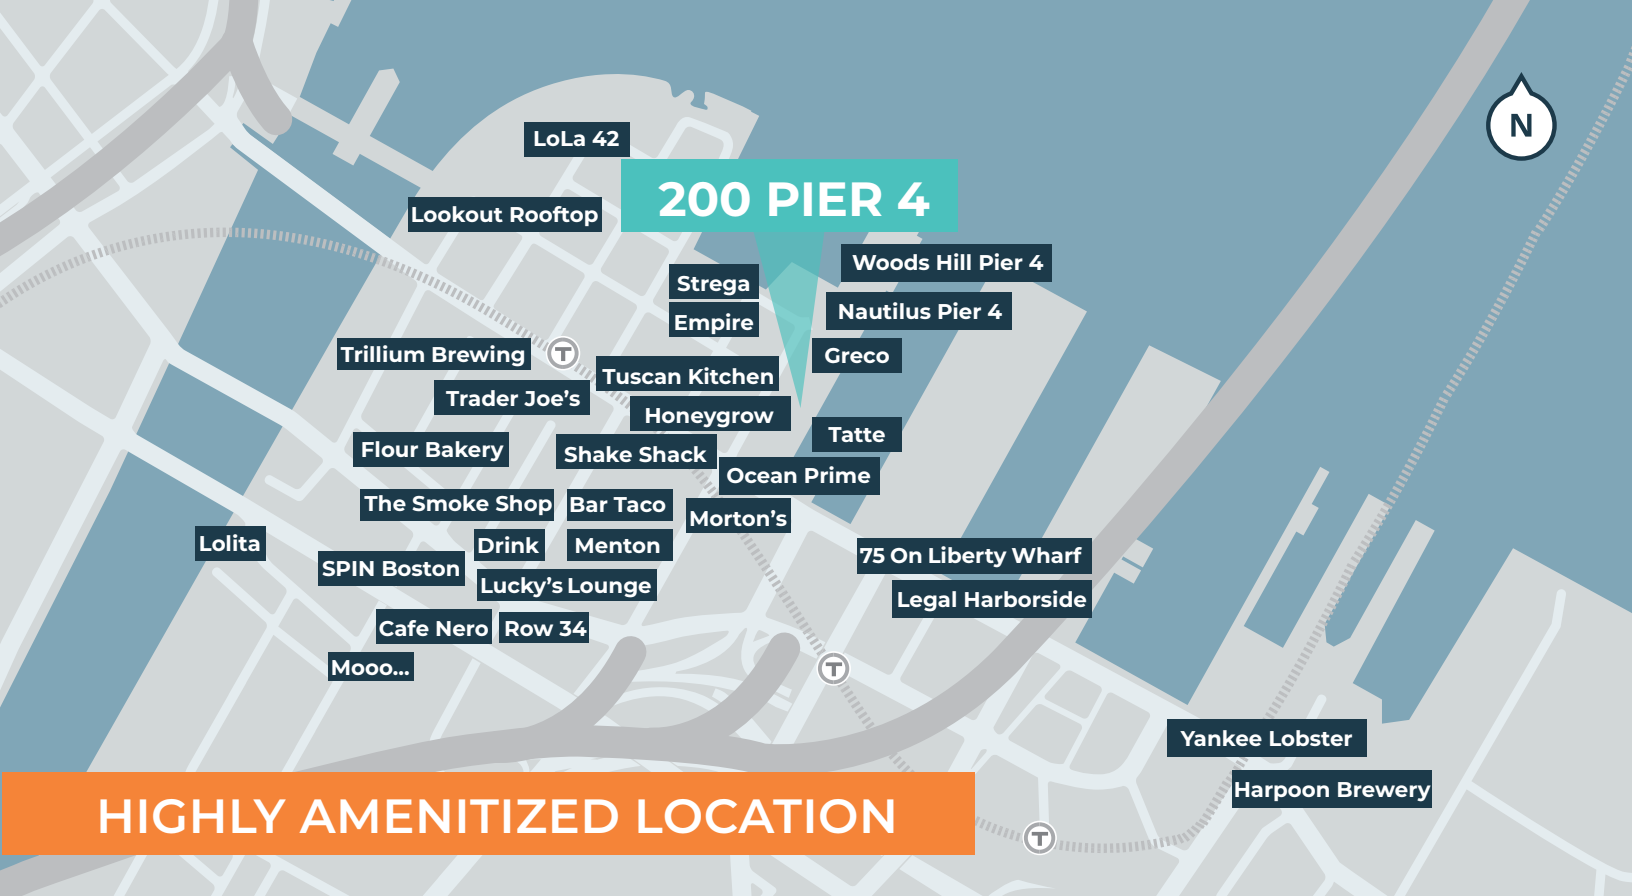 N
LoLa 42
200 PIER 4
Lookout Rooftop
Woods Hill Pier 4
Strega
Nautilus Pier 4
Empire
Trillium Brewing
T
Greco
Tuscan Kitchen
Trader Joe’s
Honeygrow
Tatte
Flour Bakery
Shake Shack
Ocean Prime
The Smoke Shop
Bar Taco
Morton’s
Lolita
Drink
Menton
75 On Liberty Wharf
SPIN Boston
Lucky’s Lounge
Legal Harborside
Cafe Nero
Row 34
Mooo...
T
Yankee Lobster
Harpoon Brewery
HIGHLY AMENITIZED LOCATION
T